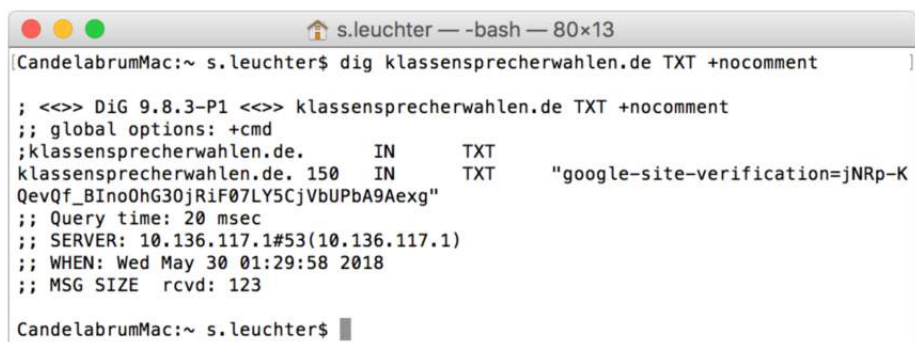 s.leuchter — -bash — 80×13
[CandelabrumMac:~ s.leuchter$ dig klassensprecherwahlen.de TXT +nocomment ]
; <<>> DiG 9.8.3-P1 <<>> klassensprecherwahlen.de TXT +nocomment
;; global options: +cmd
;klassensprecherwahlen.de. IN TXT
klassensprecherwahlen.de. 150 IN TXT "google-site-verification=jNRp-K
QevQf_BInoOhG3OjRiF07LY5CjVbUPbA9Aexg"
;; Query time: 20 msec
;; SERVER: 10.136.117.1#53(10.136.117.1)
;; WHEN: Wed May 30 01:29:58 2018
;; MSG SIZE rcvd: 123
CandelabrumMac:~ s.leuchter$